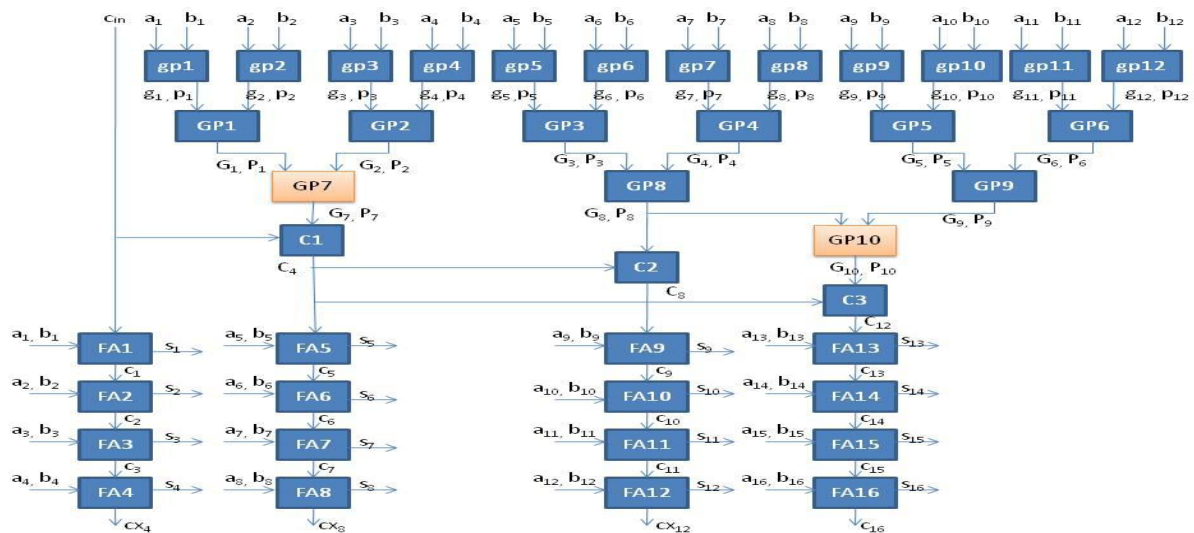 cin a₁ b₁ a₂ b₂ a₃ b₃ a₄ b₄ a₅ b₅ a₆ b₆ a₇ b₇ a₈ b₈ a₉ b₉ a₁₀ b₁₀ a₁₁ b₁₁ a₁₂ b₁₂
gp1 gp2 gp3 gp4 gp5 gp6 gp7 gp8 gp9 gp10 gp11 gp12
g₁, p₁ g₂, p₂ g₃, p₃ g₄, p₄ g₅, p₅ g₆, p₆ g₇, p₇ g₈, p₈ g₉, p₉ g₁₀, p₁₀ g₁₁, p₁₁ g₁₂, p₁₂
GP1 GP2 GP3 GP4 GP5 GP6
G₁, P₁ G₂, P₂ G₃, P₃ G₄, P₄ G₅, P₅ G₆, P₆
GP7 GP8 GP9
G₇, P₇ G₈, P₈ G₉, P₉
C1 GP10
C₄ C2 G₁₀, P₁₀
C₈ C3
C₁₂
a₁, b₁ FA1 s₁ a₅, b₅ FA5 s₅ a₉, b₉ FA9 s₉ a₁₃, b₁₃ FA13 s₁₃
c₁ c₅ c₉ c₁₃
a₂, b₂ FA2 s₂ a₆, b₆ FA6 s₆ a₁₀, b₁₀ FA10 s₁₀ a₁₄, b₁₄ FA14 s₁₄
c₂ c₆ c₁₀ c₁₄
a₃, b₃ FA3 s₃ a₇, b₇ FA7 s₇ a₁₁, b₁₁ FA11 s₁₁ a₁₅, b₁₅ FA15 s₁₅
c₃ c₇ c₁₁ c₁₅
a₄, b₄ FA4 s₄ a₈, b₈ FA8 s₈ a₁₂, b₁₂ FA12 s₁₂ a₁₆, b₁₆ FA16 s₁₆
cx₄ cx₈ cx₁₂ c₁₆